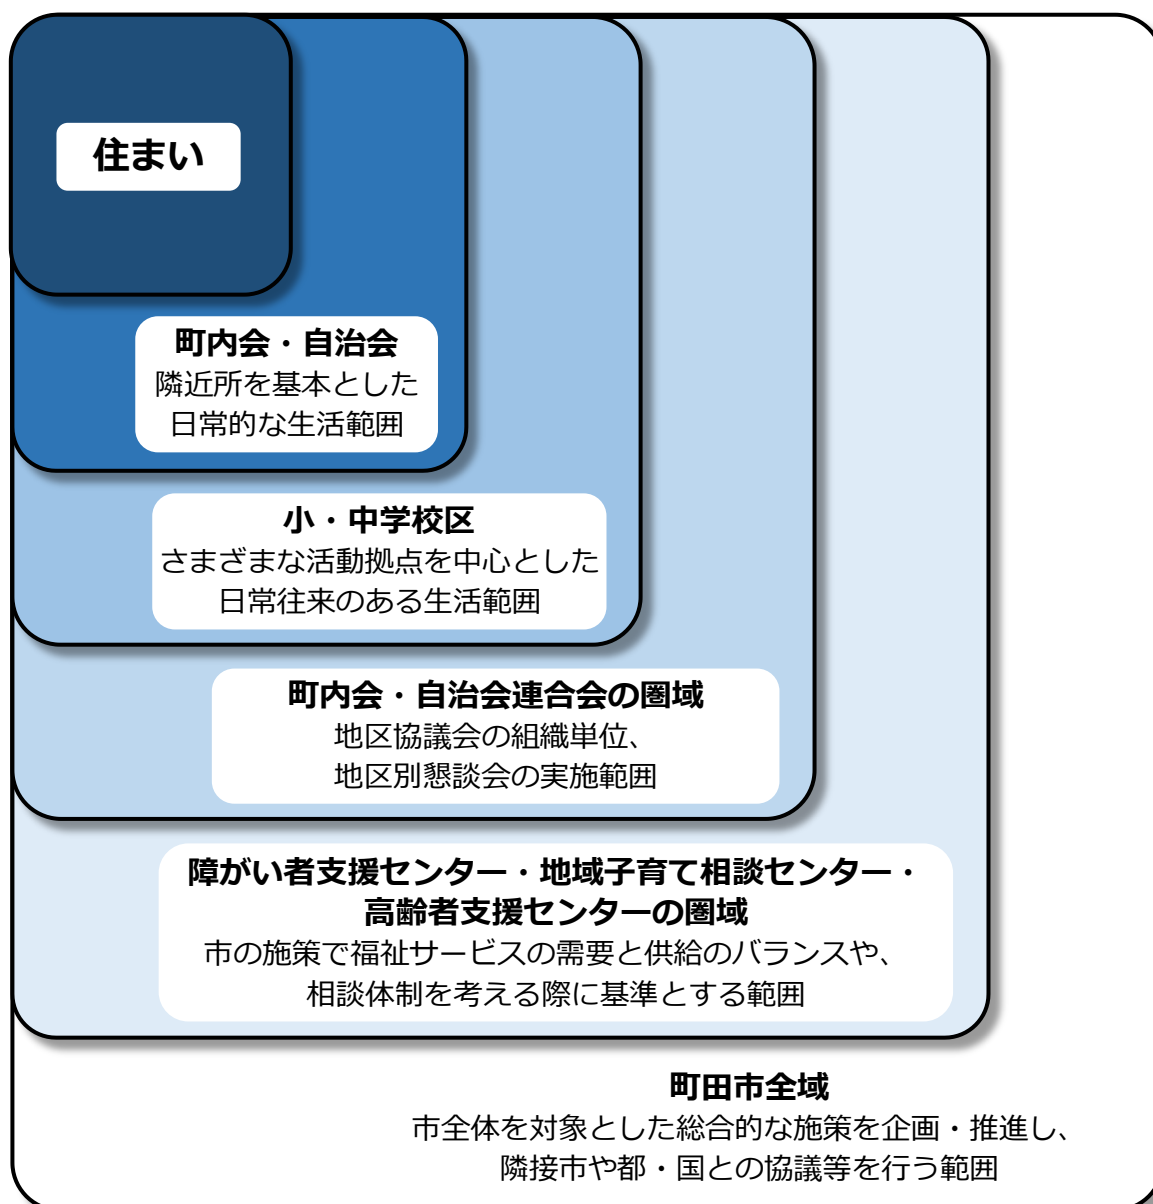 住まい
町内会・自治会
隣近所を基本とした
日常的な生活範囲
小・中学校区
さまざまな活動拠点を中心とした
日常往来のある生活範囲
町内会・自治会連合会の圏域
地区協議会の組織単位、
地区別懇談会の実施範囲
障がい者支援センター・地域子育て相談センター・
高齢者支援センターの圏域
市の施策で福祉サービスの需要と供給のバランスや、
相談体制を考える際に基準とする範囲
町田市全域
市全体を対象とした総合的な施策を企画・推進し、
隣接市や都・国との協議等を行う範囲